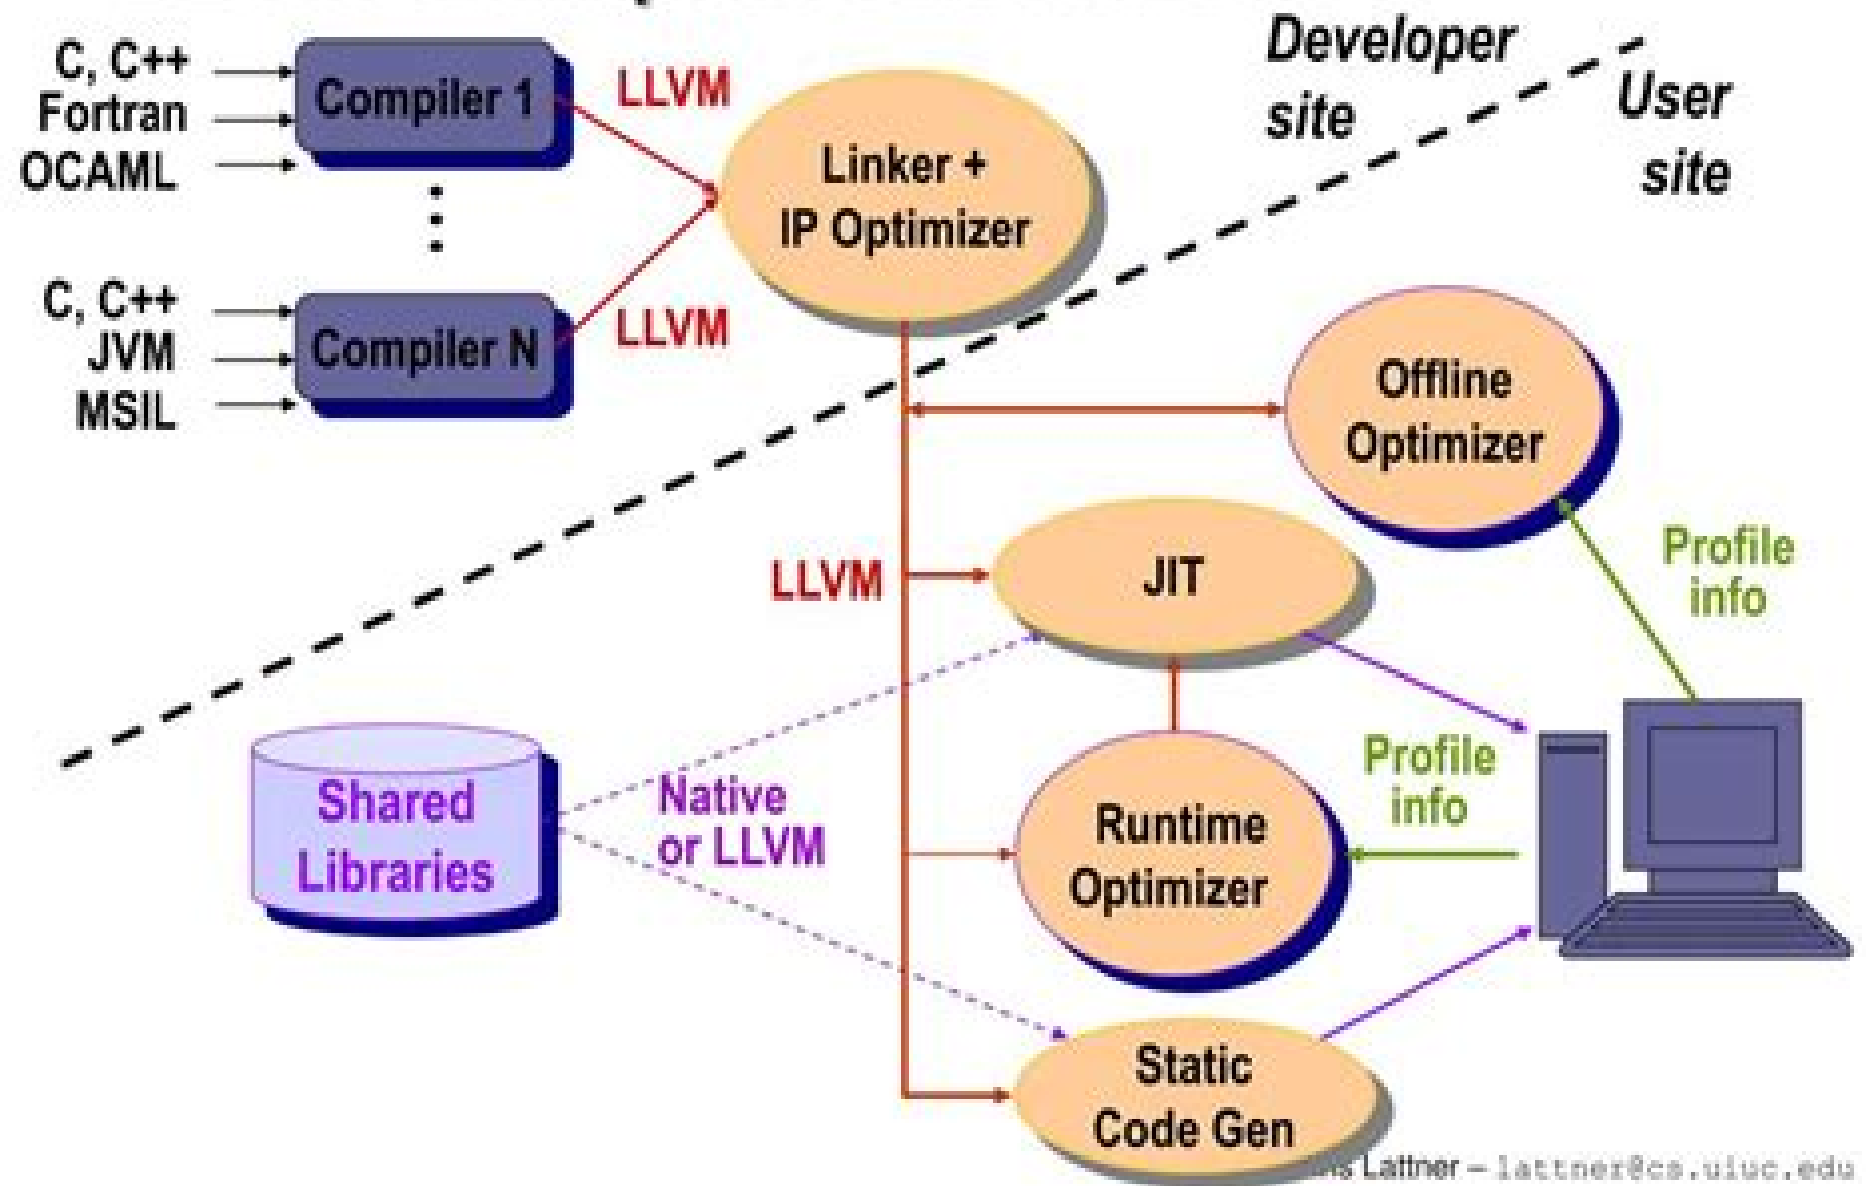 C, C++
Fortran
OCAML
Compiler 1
LLVM
C, C++
JVM
MSIL
Compiler N
LLVM
Linker +
IP Optimizer
Developer
site
User
site
Offline
Optimizer
LLVM
JIT
Profile
info
Shared
Libraries
Native
or LLVM
Runtime
Optimizer
Profile
info
Static
Code Gen
Lattner – lattner@cs.uiuc.edu